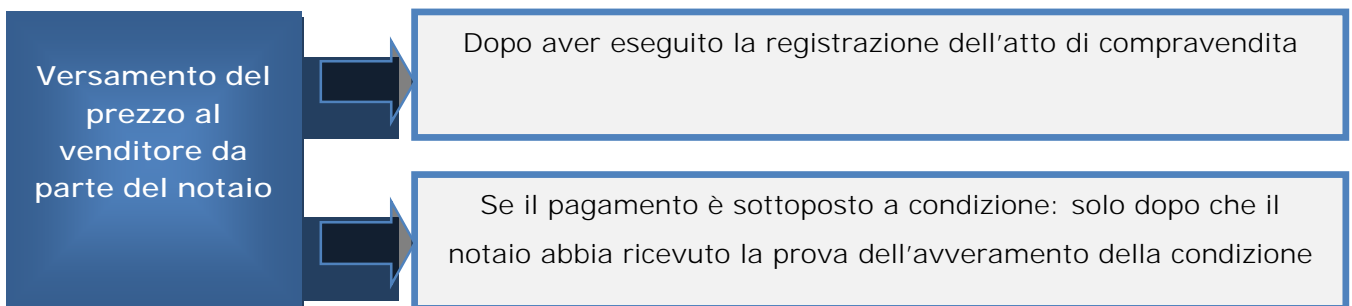 Versamento del
prezzo al
venditore da
parte del notaio
Dopo aver eseguito la registrazione dell’atto di compravendita
Se il pagamento è sottoposto a condizione: solo dopo che il
notaio abbia ricevuto la prova dell’avveramento della condizione